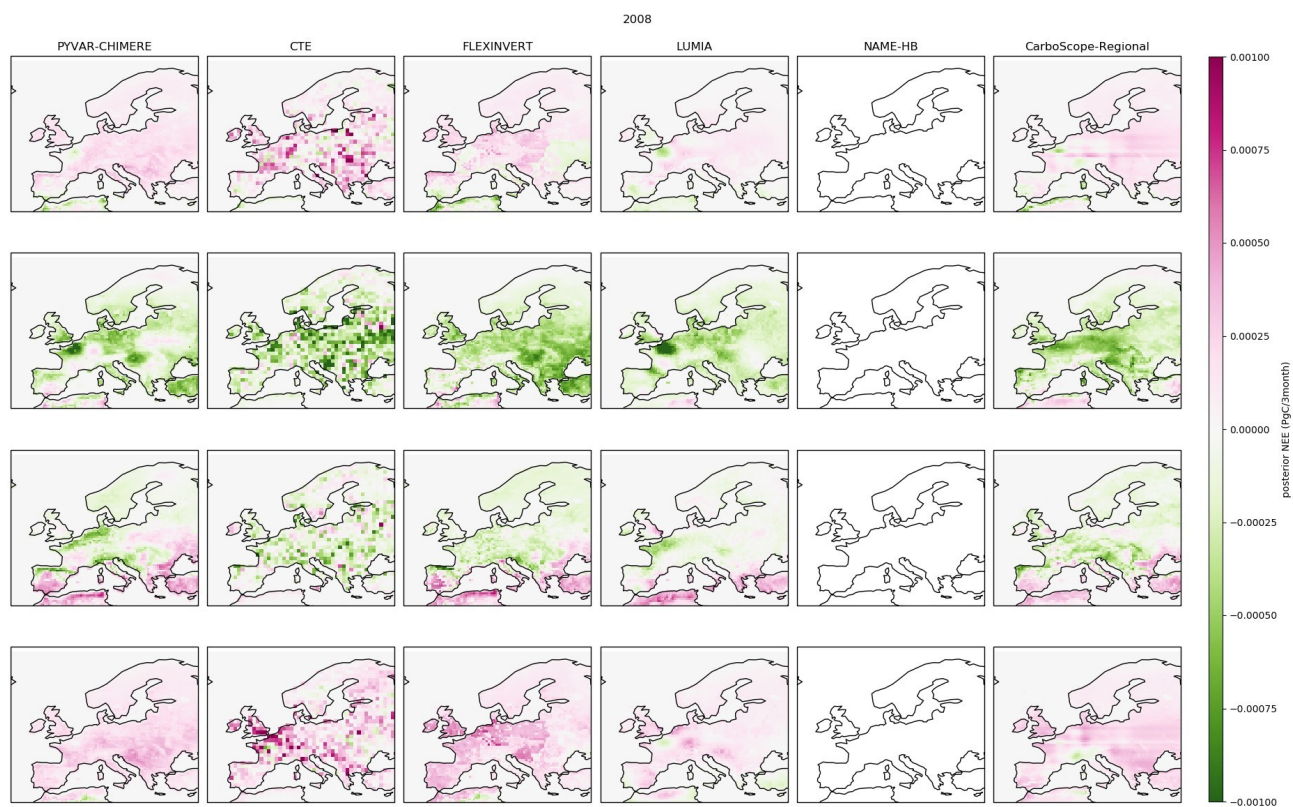 2008
PYVAR-CHIMERE
CTE
FLEXINVERT
LUMIA
NAME-HB
CarboScope-Regional
0.00100
0.00075
0.00050
0.00025
0.00000
−0.00025
−0.00050
−0.00075
−0.00100
posterior NEE (PgC/3month)